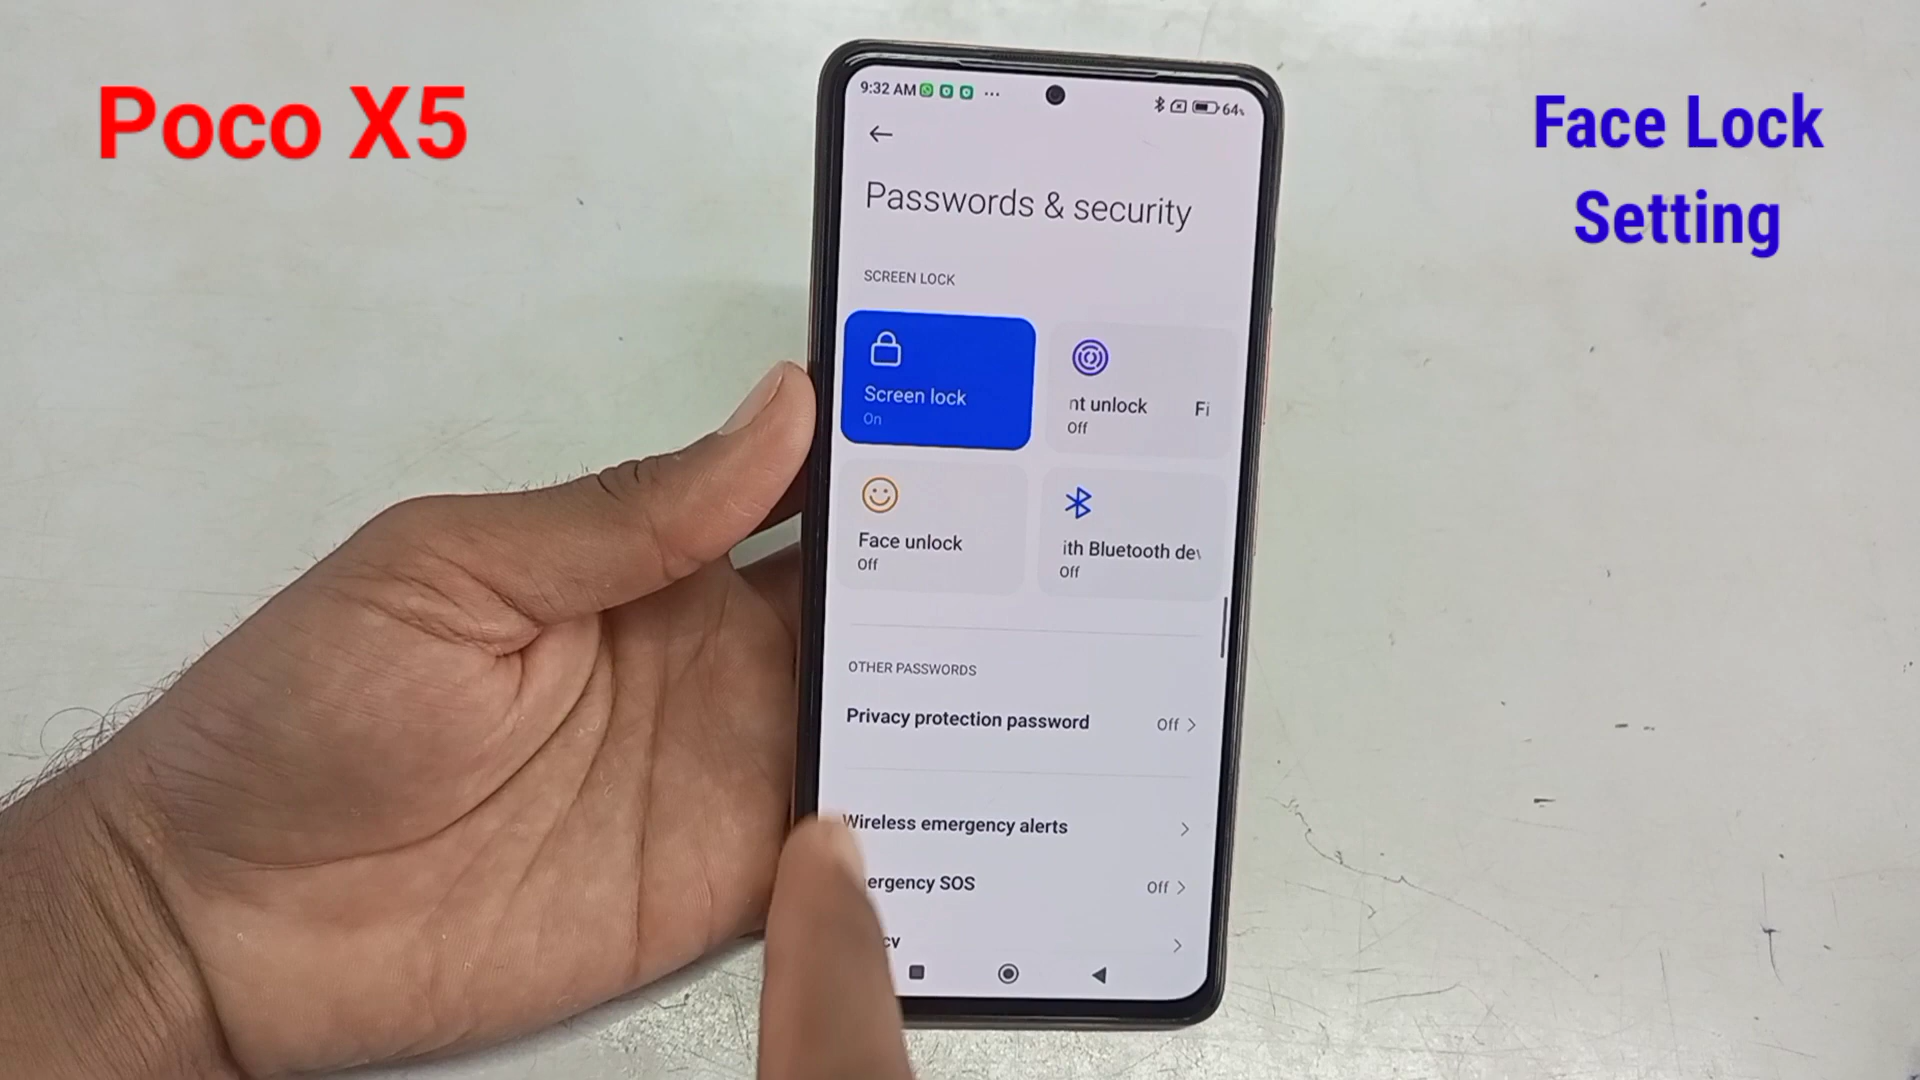 Poco X5
Face Lock
Setting
9:32 AM
64%
Passwords & security
SCREEN LOCK
Screen lock
On
nt unlock Fi
Off
Face unlock
Off
ith Bluetooth dev
Off
OTHER PASSWORDS
Privacy protection password
Off
Wireless emergency alerts
ergency SOS
Off
cy